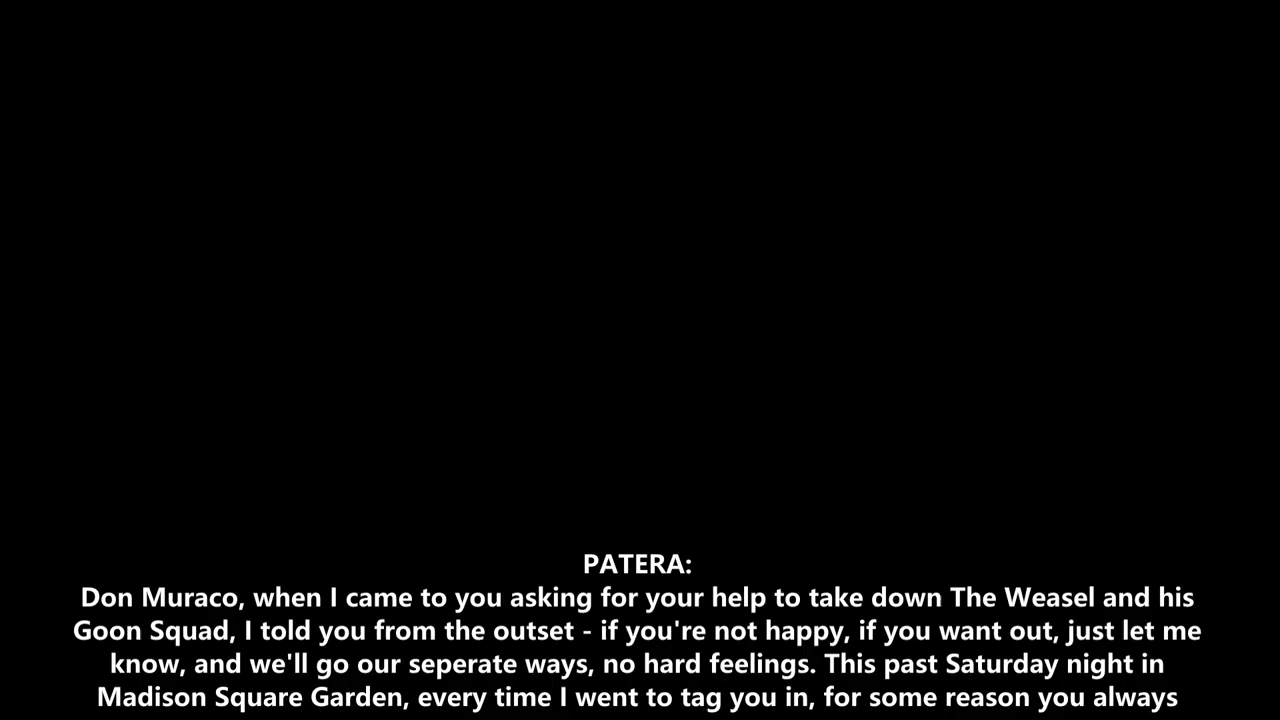 PATERA:
Don Muraco, when I came to you asking for your help to take down The Weasel and his
Goon Squad, I told you from the outset - if you're not happy, if you want out, just let me
know, and we'll go our seperate ways, no hard feelings. This past Saturday night in
Madison Square Garden, every time I went to tag you in, for some reason you always